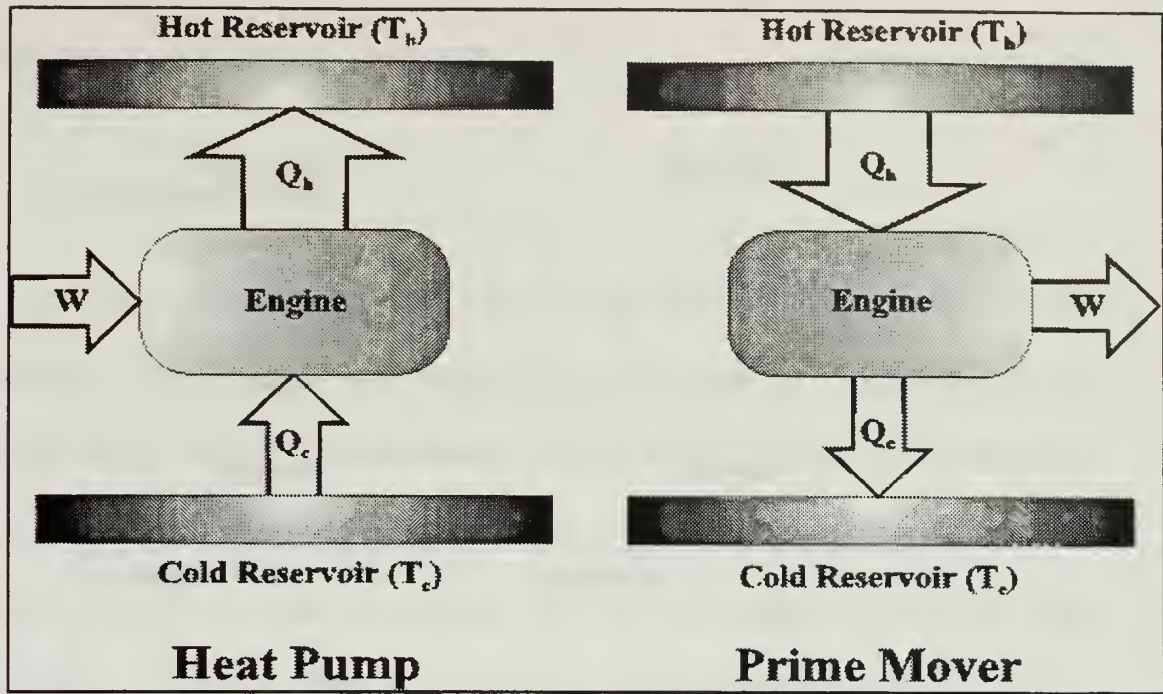 Hot Reservoir (Th)
Qh
W
Engine
Qc
Cold Reservoir (Tc)
Heat Pump
Hot Reservoir (Th)
Qh
Engine
W
Qc
Cold Reservoir (Tc)
Prime Mover